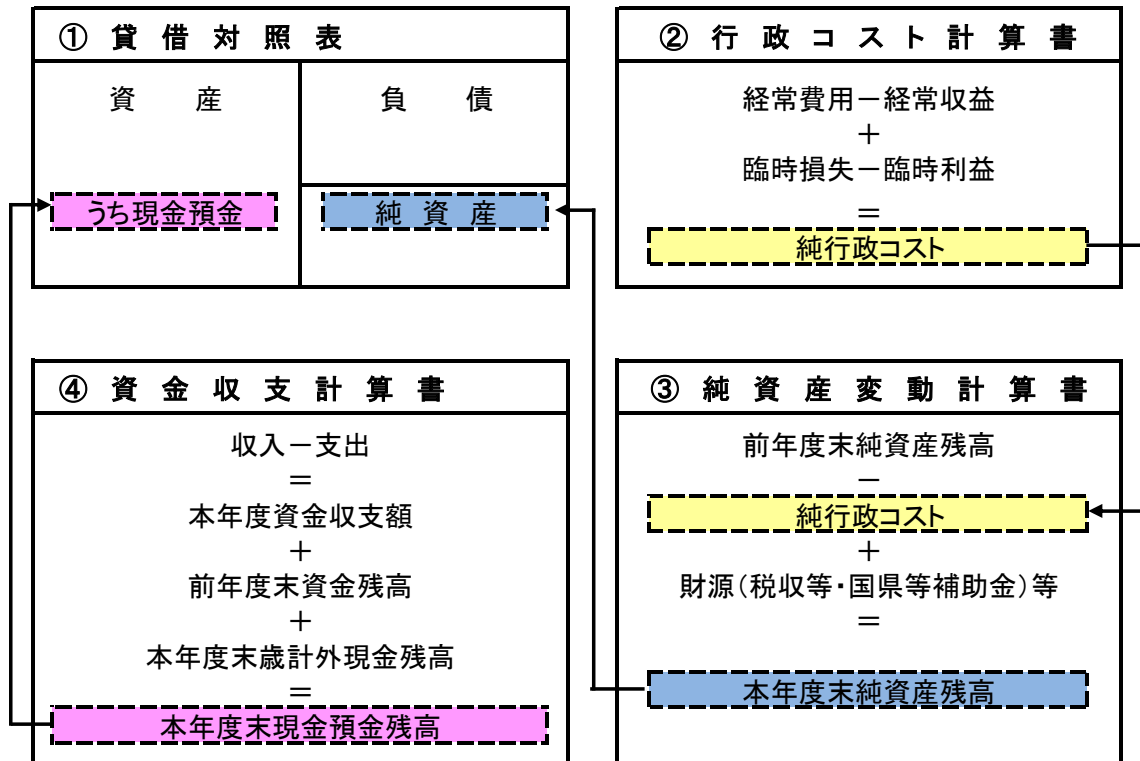 ① 貸 借 対 照 表
資　産
負　債
うち現金預金
純 資 産
② 行 政 コ ス ト 計 算 書
経常費用－経常収益
＋
臨時損失－臨時利益
＝
純行政コスト
④ 資 金 収 支 計 算 書
収入－支出
＝
本年度資金収支額
＋
前年度末資金残高
＋
本年度末歳計外現金残高
＝
本年度末現金預金残高
③ 純 資 産 変 動 計 算 書
前年度末純資産残高
－
純行政コスト
＋
財源（税収等・国県等補助金）等
＝
本年度末純資産残高